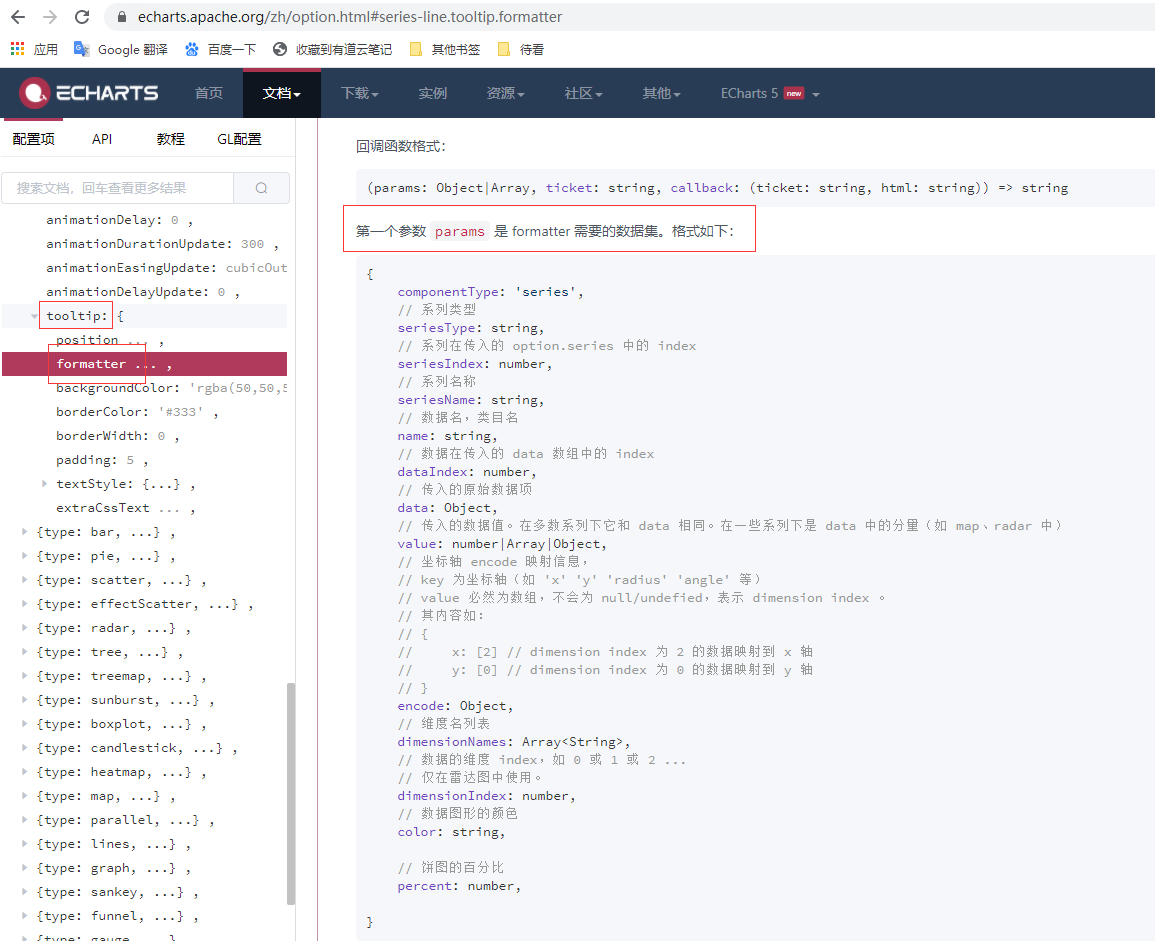 echarts.apache.org/zh/option.html#series-line.tooltip.formatter
应用 Google 翻译 百度一下 收藏到有道云笔记 其他书签 待看
ECHARTS 首页 文档 下载 实例 资源 社区 其他 ECharts 5 new
配置项 API 教程 GL配置
搜索文档，回车查看更多结果
animationDelay: 0 ,
animationDurationUpdate: 300 ,
animationEasingUpdate: cubicOut
animationDelayUpdate: 0 ,
tooltip: {
position ... ,
formatter ... ,
backgroundColor: 'rgba(50,50,5
borderColor: '#333' ,
borderWidth: 0 ,
padding: 5 ,
textStyle: {...} ,
extraCssText ... ,
{type: bar, ...} ,
{type: pie, ...} ,
{type: scatter, ...} ,
{type: effectScatter, ...} ,
{type: radar, ...} ,
{type: tree, ...} ,
{type: treemap, ...} ,
{type: sunburst, ...} ,
{type: boxplot, ...} ,
{type: candlestick, ...} ,
{type: heatmap, ...} ,
{type: map, ...} ,
{type: parallel, ...} ,
{type: lines, ...} ,
{type: graph, ...} ,
{type: sankey, ...} ,
{type: funnel, ...} ,
{type: gauge, ...}
回调函数格式：
(params: Object|Array, ticket: string, callback: (ticket: string, html: string)) => string
第一个参数 params 是 formatter 需要的数据集。格式如下：
{
componentType: 'series',
// 系列类型
seriesType: string,
// 系列在传入的 option.series 中的 index
seriesIndex: number,
// 系列名称
seriesName: string,
// 数据名，类目名
name: string,
// 数据在传入的 data 数组中的 index
dataIndex: number,
// 传入的原始数据项
data: Object,
// 传入的数据值。在多数系列下它和 data 相同。在一些系列下是 data 中的分量（如 map、radar 中）
value: number|Array|Object,
// 坐标轴 encode 映射信息，
// key 为坐标轴（如 'x' 'y' 'radius' 'angle' 等）
// value 必然为数组，不会为 null/undefied，表示 dimension index 。
// 其内容如：
// {
//     x: [2] // dimension index 为 2 的数据映射到 x 轴
//     y: [0] // dimension index 为 0 的数据映射到 y 轴
// }
encode: Object,
// 维度名列表
dimensionNames: Array<String>,
// 数据的维度 index，如 0 或 1 或 2 ...
// 仅在雷达图中使用。
dimensionIndex: number,
// 数据图形的颜色
color: string,
// 饼图的百分比
percent: number,
}